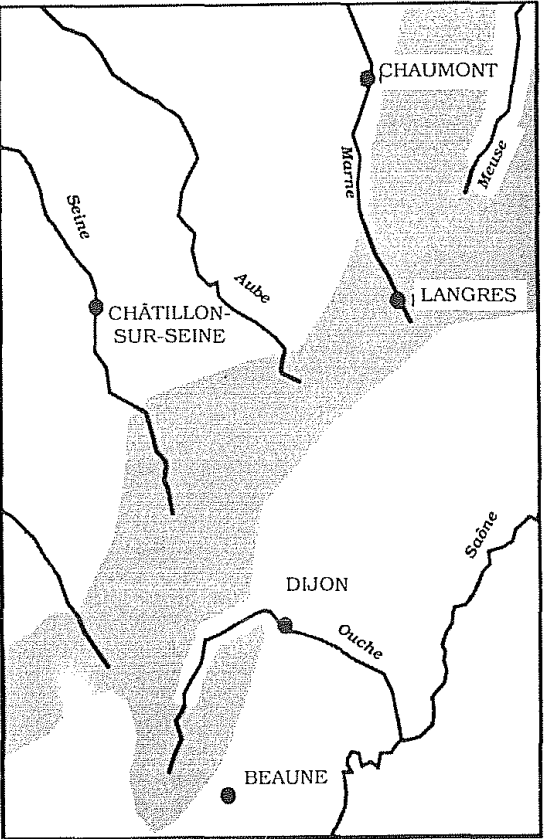 CHAUMONT
Marne
Meuse
Seine
Aube
LANGRES
CHÂTILLON-
SUR-SEINE
Saône
DIJON
Ouche
BEAUNE